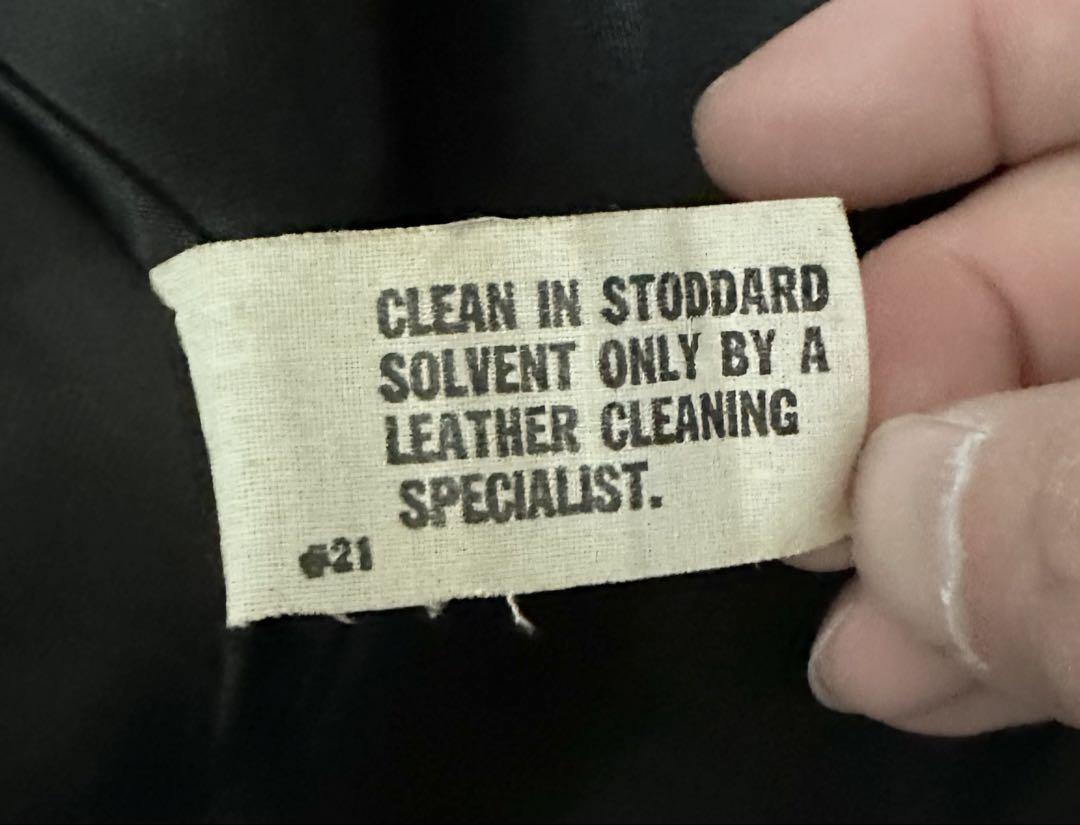 CLEAN IN STODDARD
SOLVENT ONLY BY A
LEATHER CLEANING
SPECIALIST.
#21